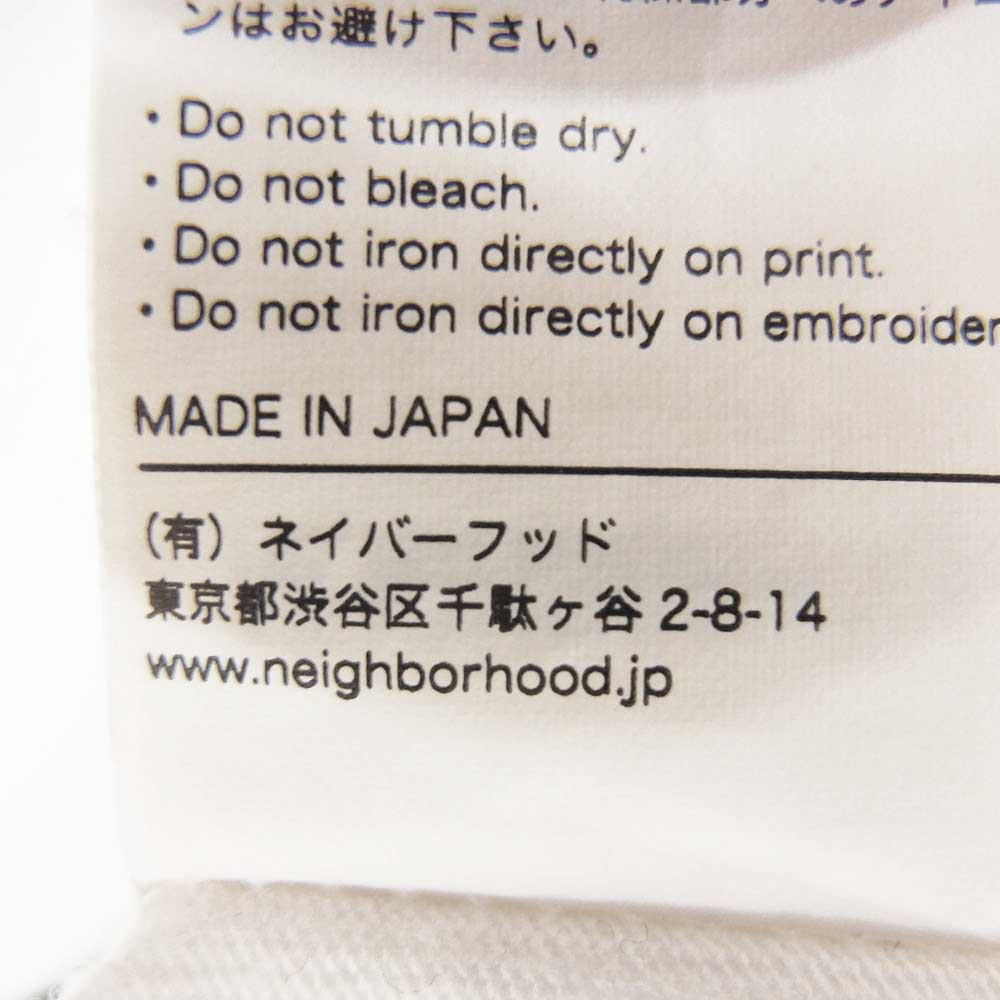 ンはお避け下さい。
・Do not tumble dry.
・Do not bleach.
・Do not iron directly on print.
・Do not iron directly on embroider
MADE IN JAPAN
(有) ネイバーフッド
東京都渋谷区千駄ヶ谷 2-8-14
www.neighborhood.jp